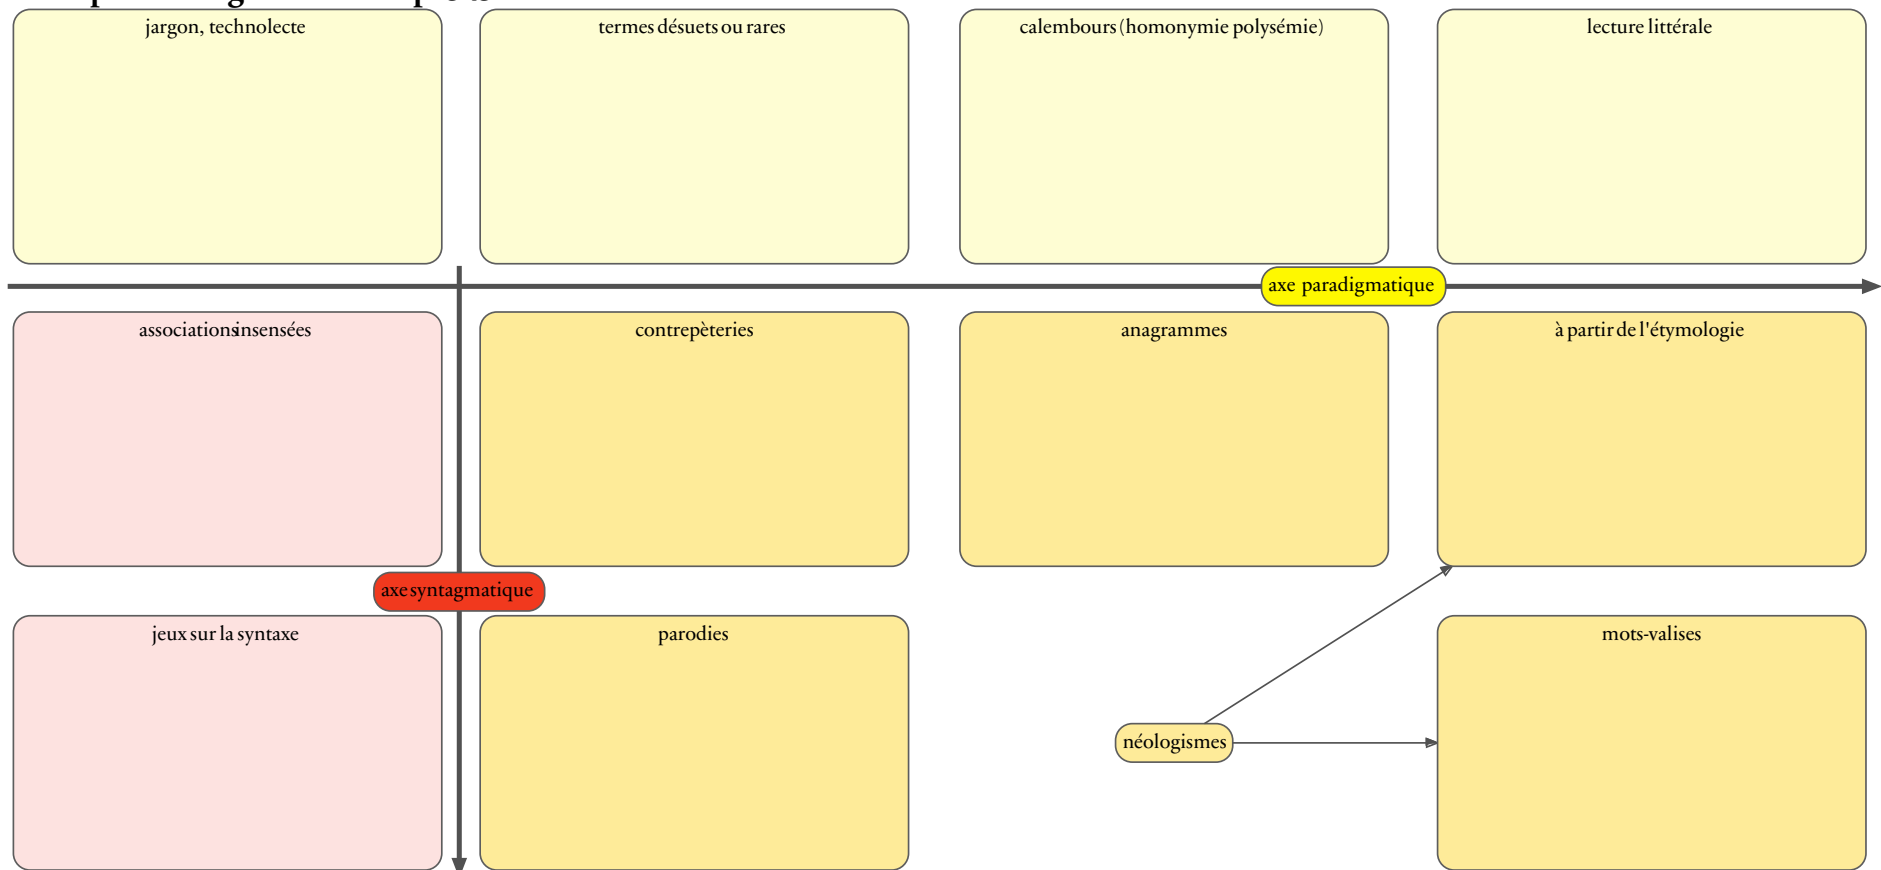 jargon, technolecte
termes désuets ou rares
calembours (homonymie polysémie)
lecture littérale
axe paradigmatique
associations insensées
contrepèteries
anagrammes
à partir de l'étymologie
axe syntagmatique
jeux sur la syntaxe
parodies
mots-valises
néologismes